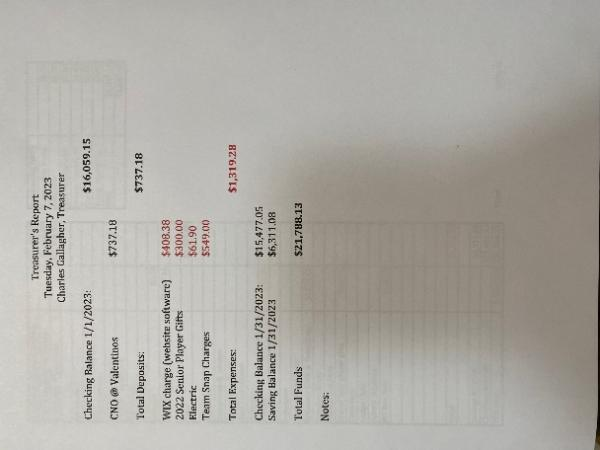 Treasurer's Report
Tuesday, February 7, 2023
Charles Gallagher, Treasurer
Checking Balance 1/1/2023: $16,059.15
CNO @ Valentinos $737.18
Total Deposits: $737.18
WIX charge (website software) $408.38
2022 Senior Player Gifts $300.00
Electric $61.90
Team Snap Charges $549.00
Total Expenses: $1,319.28
Checking Balance 1/31/2023: $15,477.05
Saving Balance 1/31/2023 $6,311.08
Total Funds $21,788.13
Notes: